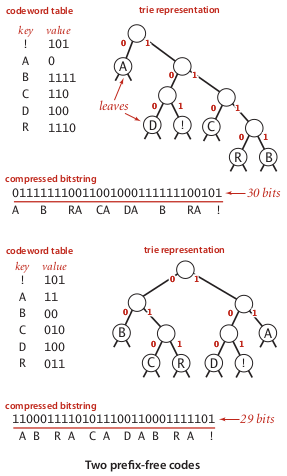 codeword table
trie representation
key value
! 101
A 0
B 1111
C 110
D 100
R 1110
0 1
A 0 1
0 1 0 1
leaves
D ! C 0 1
R B
compressed bitstring
011111110011001000111111100101 30 bits
A B RA CA DA B RA !
codeword table
trie representation
key value
! 101
A 11
B 00
C 010
D 100
R 011
0 1
0 1 0 1
B 0 1 0 1 A
C R D !
compressed bitstring
11000111101011100110001111101 29 bits
A B R A C A D A B R A !
Two prefix-free codes